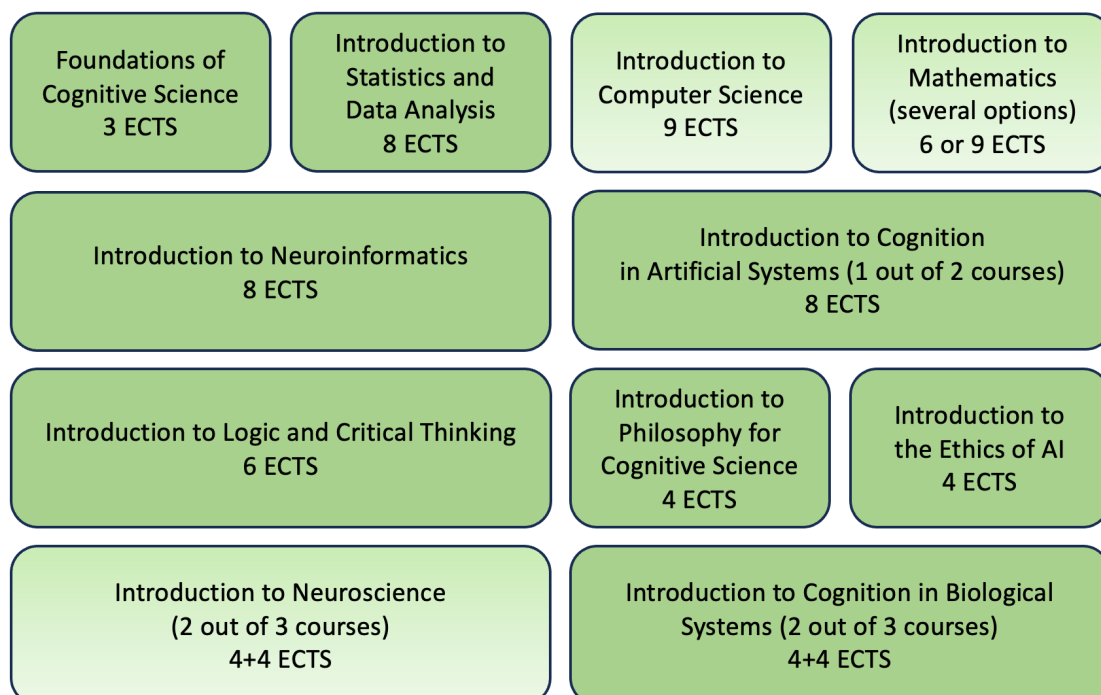 Foundations of
Cognitive Science
3 ECTS
Introduction to
Statistics and
Data Analysis
8 ECTS
Introduction to
Computer Science
9 ECTS
Introduction to
Mathematics
(several options)
6 or 9 ECTS
Introduction to Neuroinformatics
8 ECTS
Introduction to Cognition
in Artificial Systems (1 out of 2 courses)
8 ECTS
Introduction to Logic and Critical Thinking
6 ECTS
Introduction to
Philosophy for
Cognitive Science
4 ECTS
Introduction to
the Ethics of AI
4 ECTS
Introduction to Neuroscience
(2 out of 3 courses)
4+4 ECTS
Introduction to Cognition in Biological
Systems (2 out of 3 courses)
4+4 ECTS